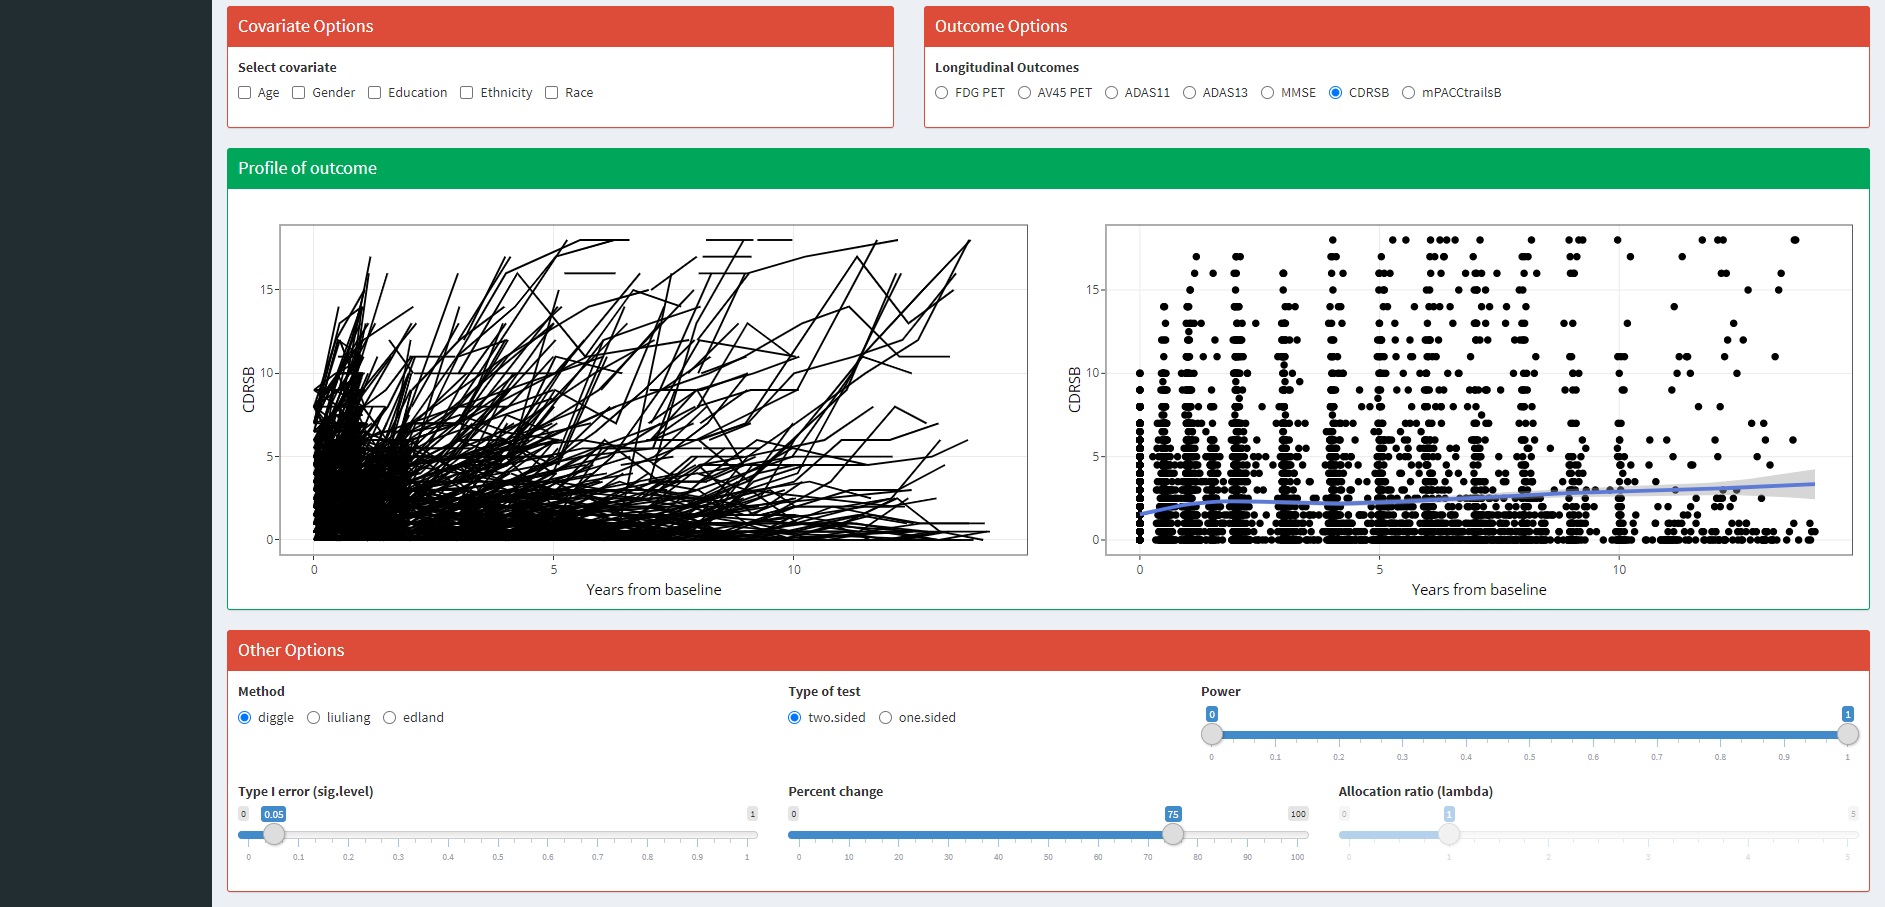 Covariate Options
Select covariate
Age Gender Education Ethnicity Race
Outcome Options
Longitudinal Outcomes
FDG PET AV45 PET ADAS11 ADAS13 MMSE CDRSB mPACCtrailsB
Profile of outcome
CDRSB
15
10
5
0
0 5 10
Years from baseline
CDRSB
15
10
5
0
0 5 10
Years from baseline
Other Options
Method
diggle liuliang edland
Type of test
two.sided one.sided
Power
0 1
0 0.1 0.2 0.3 0.4 0.5 0.6 0.7 0.8 0.9 1
Type I error (sig.level)
0 0.05 1
0 0.1 0.2 0.3 0.4 0.5 0.6 0.7 0.8 0.9 1
Percent change
0 75 100
0 10 20 30 40 50 60 70 80 90 100
Allocation ratio (lambda)
0 1 5
0 1 2 3 4 5